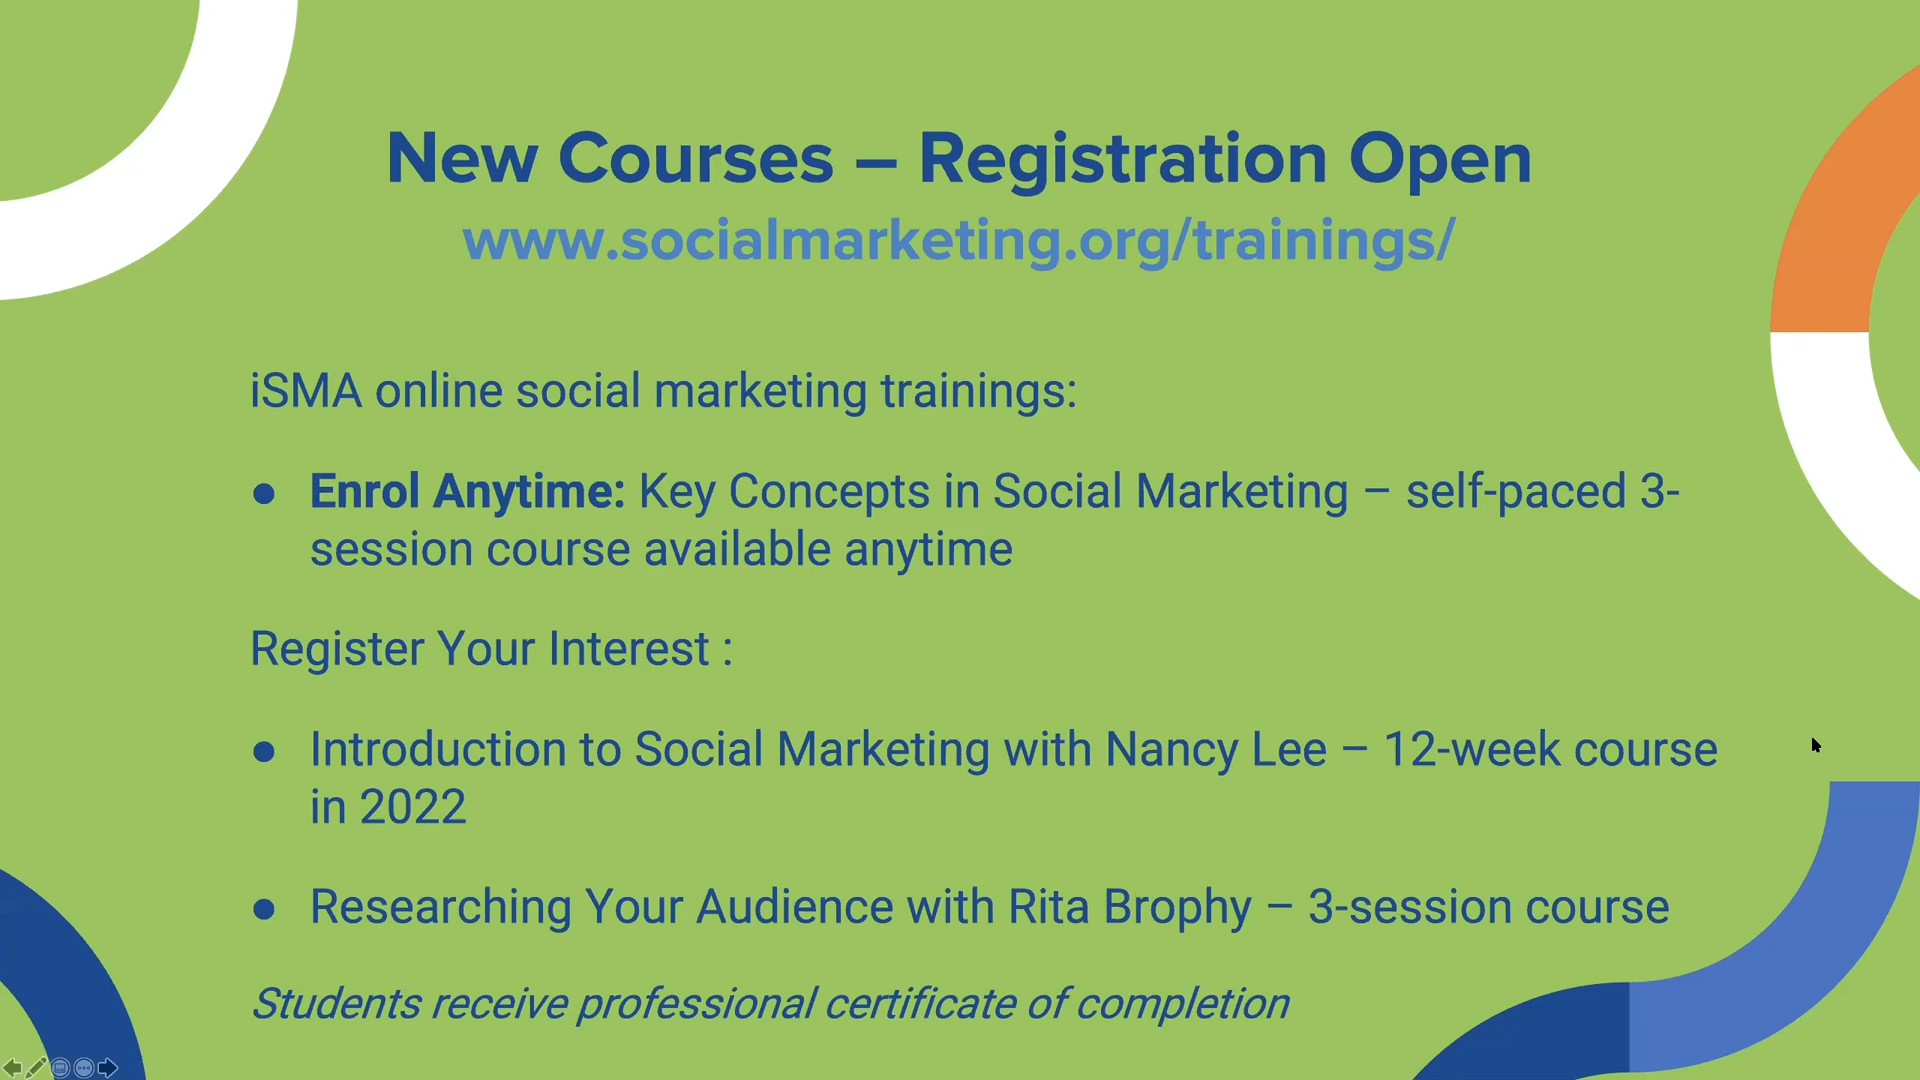 New Courses – Registration Open
www.socialmarketing.org/trainings/
iSMA online social marketing trainings:
● Enrol Anytime: Key Concepts in Social Marketing – self-paced 3-
session course available anytime
Register Your Interest :
● Introduction to Social Marketing with Nancy Lee – 12-week course
in 2022
● Researching Your Audience with Rita Brophy – 3-session course
Students receive professional certificate of completion